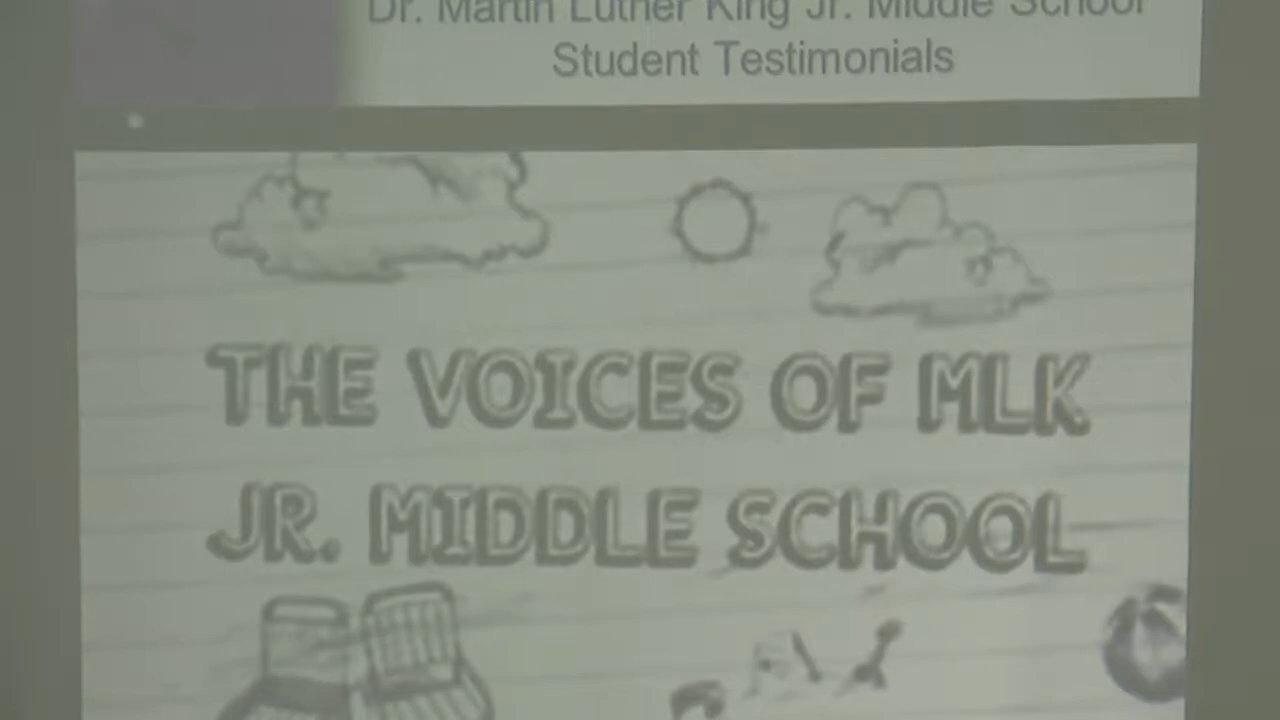 Dr. Martin Luther King Jr. Middle School
Student Testimonials
THE VOICES OF MLK
JR. MIDDLE SCHOOL